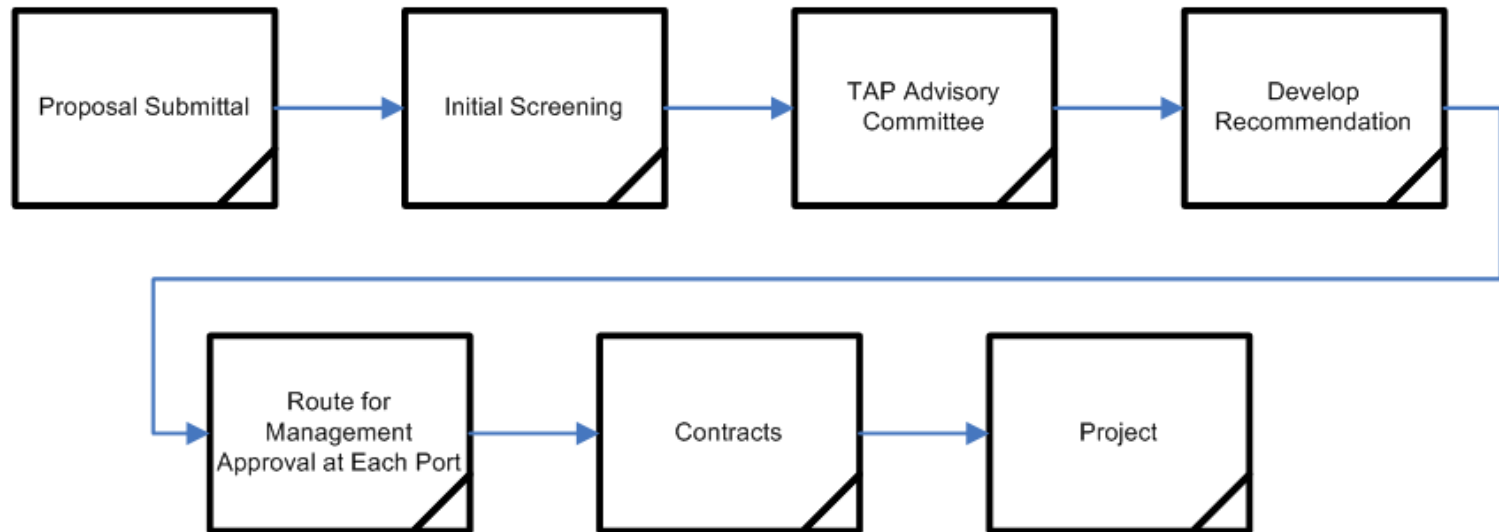 Proposal Submittal
Initial Screening
TAP Advisory
Committee
Develop
Recommendation
Route for
Management
Approval at Each Port
Contracts
Project